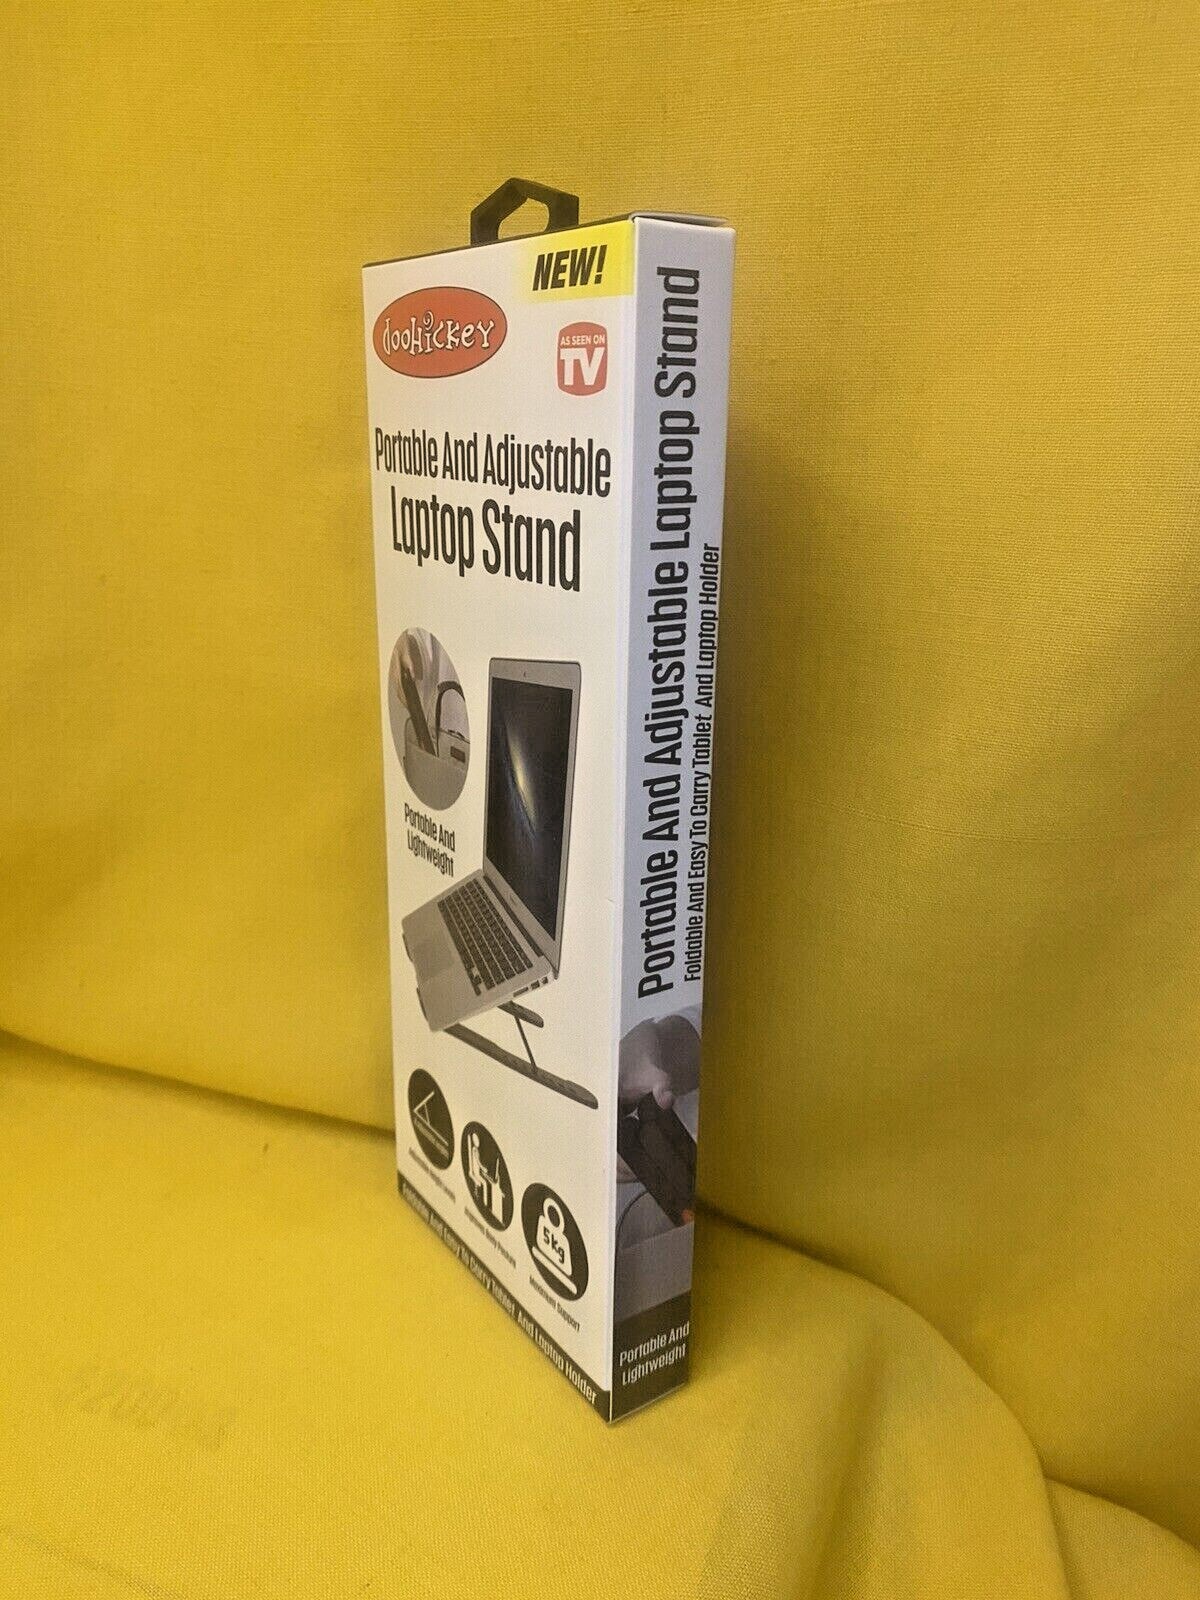 NEW!
dooHickey
AS SEEN ON
TV
Portable And Adjustable
Laptop Stand
Portable And
Lightweight
5kg
Maximum Support
Foldable And Easy To Carry Tablet And Laptop Holder
Portable And Adjustable Laptop Stand
Foldable And Easy To Carry Tablet And Laptop Holder
Portable And
Lightweight